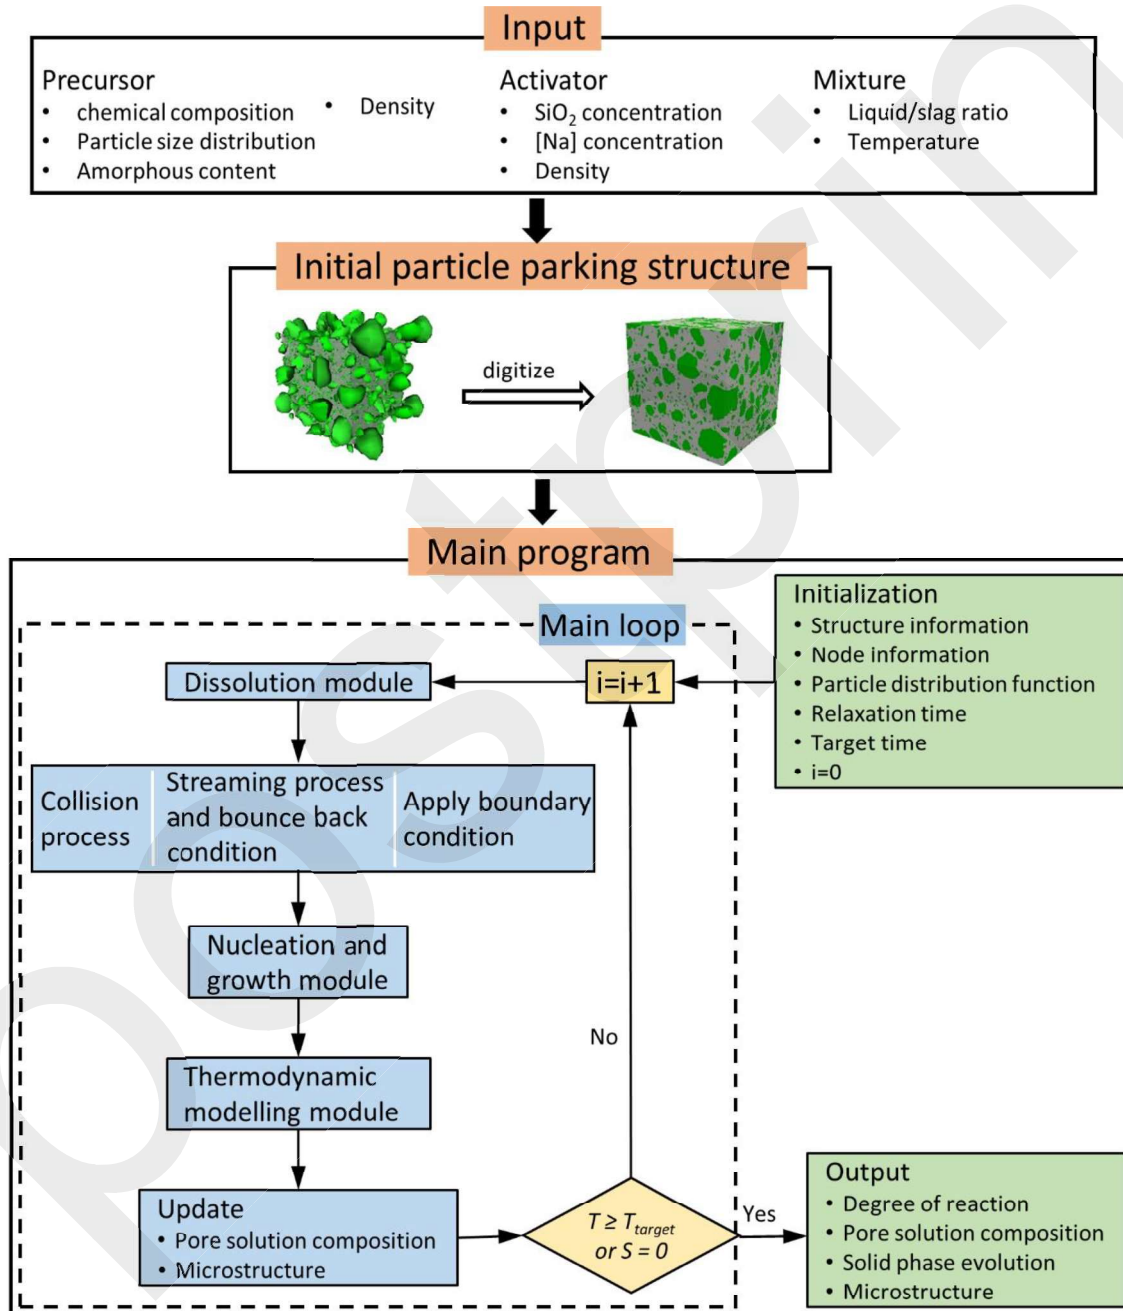 Input
Precursor
• chemical composition
• Particle size distribution
• Amorphous content
• Density
Activator
• SiO₂ concentration
• [Na] concentration
• Density
Mixture
• Liquid/slag ratio
• Temperature
Initial particle parking structure
digitize
Main program
Initialization
• Structure information
• Node information
• Particle distribution function
• Relaxation time
• Target time
• i=0
Main loop
i=i+1
Dissolution module
Collision
process
Streaming process
and bounce back
condition
Apply boundary
condition
Nucleation and
growth module
Thermodynamic
modelling module
Update
• Pore solution composition
• Microstructure
T ≥ T_target
or S = 0
No
Yes
Output
• Degree of reaction
• Pore solution composition
• Solid phase evolution
• Microstructure
postprin